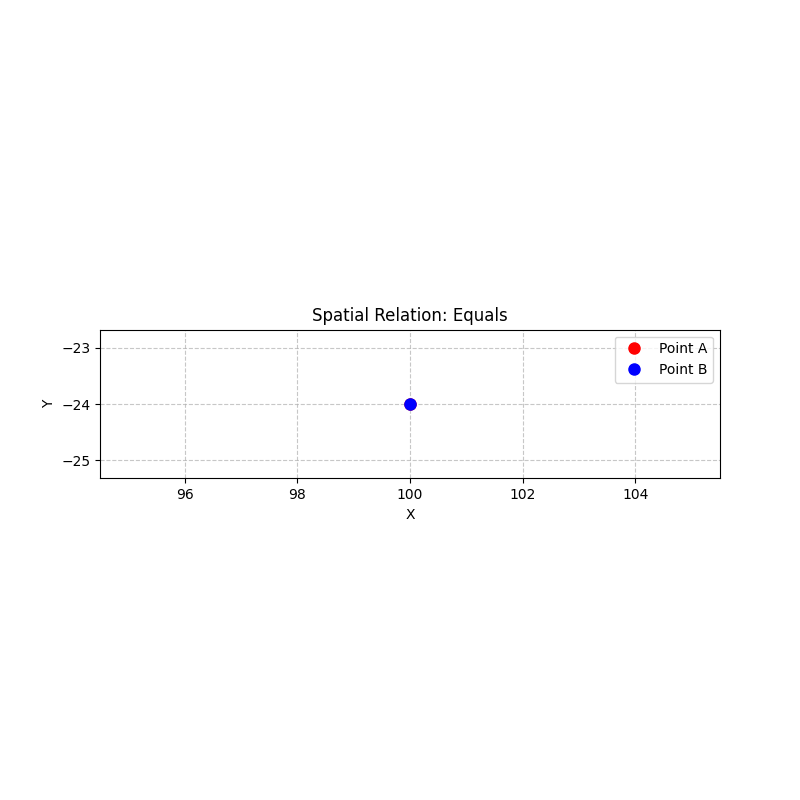 Spatial Relation: Equals
Point A
Point B
−23
−24
−25
Y
96 98 100 102 104
X